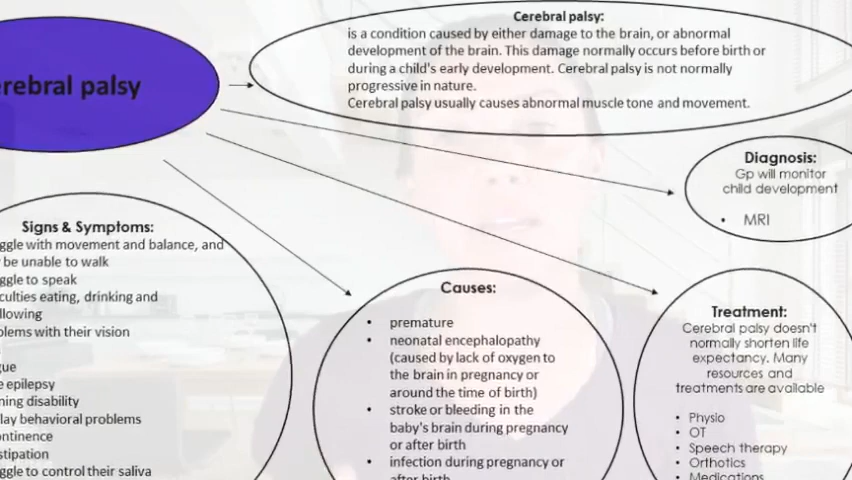 rebral palsy
Cerebral palsy:
is a condition caused by either damage to the brain, or abnormal
development of the brain. This damage normally occurs before birth or
during a child's early development. Cerebral palsy is not normally
progressive in nature.
Cerebral palsy usually causes abnormal muscle tone and movement.
Diagnosis:
Gp will monitor
child development
• MRI
Signs & Symptoms:
ggle with movement and balance, and
be unable to walk
ggle to speak
culties eating, drinking and
llowing
blems with their vision
gue
e epilepsy
ning disability
lay behavioral problems
ontinence
stipation
ggle to control their saliva
Causes:
• premature
• neonatal encephalopathy
(caused by lack of oxygen to
the brain in pregnancy or
around the time of birth)
• stroke or bleeding in the
baby's brain during pregnancy
or after birth
• infection during pregnancy or
after birth
Treatment:
Cerebral palsy doesn't
normally shorten life
expectancy. Many
resources and
treatments are available
• Physio
• OT
• Speech therapy
• Orthotics
• Medications